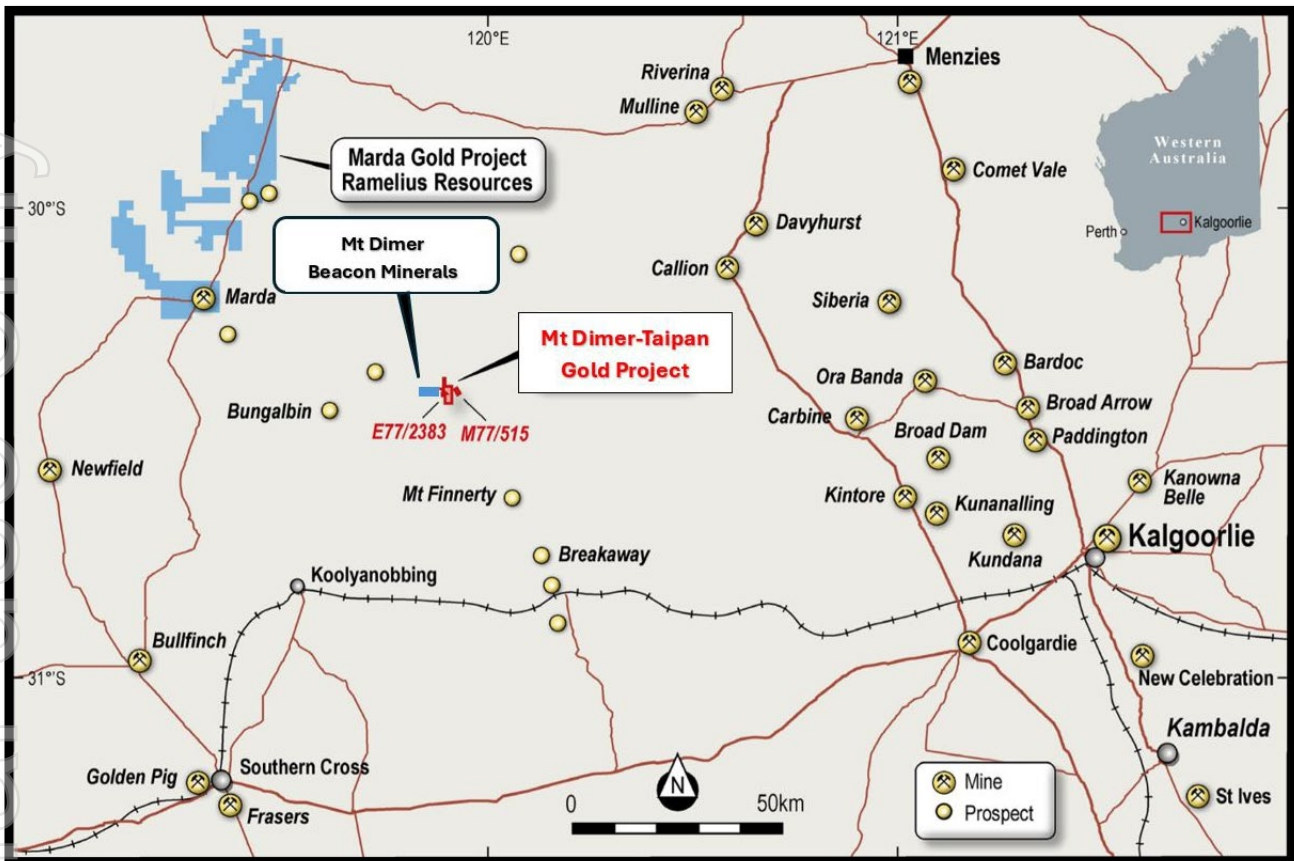 120°E
121°E
Menzies
Riverina
Mulline
Western
Australia
Perth
Kalgoorlie
Marda Gold Project
Ramelius Resources
Comet Vale
30°S
Davyhurst
Mt Dimer
Beacon Minerals
Callion
Marda
Siberia
Mt Dimer-Taipan
Gold Project
Bardoc
Ora Banda
Bungalbin
E77/2383
M77/515
Carbine
Broad Arrow
Broad Dam
Paddington
Newfield
Mt Finnerty
Kintore
Kunanalling
Kanowna
Belle
Kundana
Kalgoorlie
Breakaway
Koolyanobbing
Bullfinch
Coolgardie
31°S
New Celebration
Kambalda
Golden Pig
Southern Cross
Frasers
N
0
50km
Mine
Prospect
St Ives